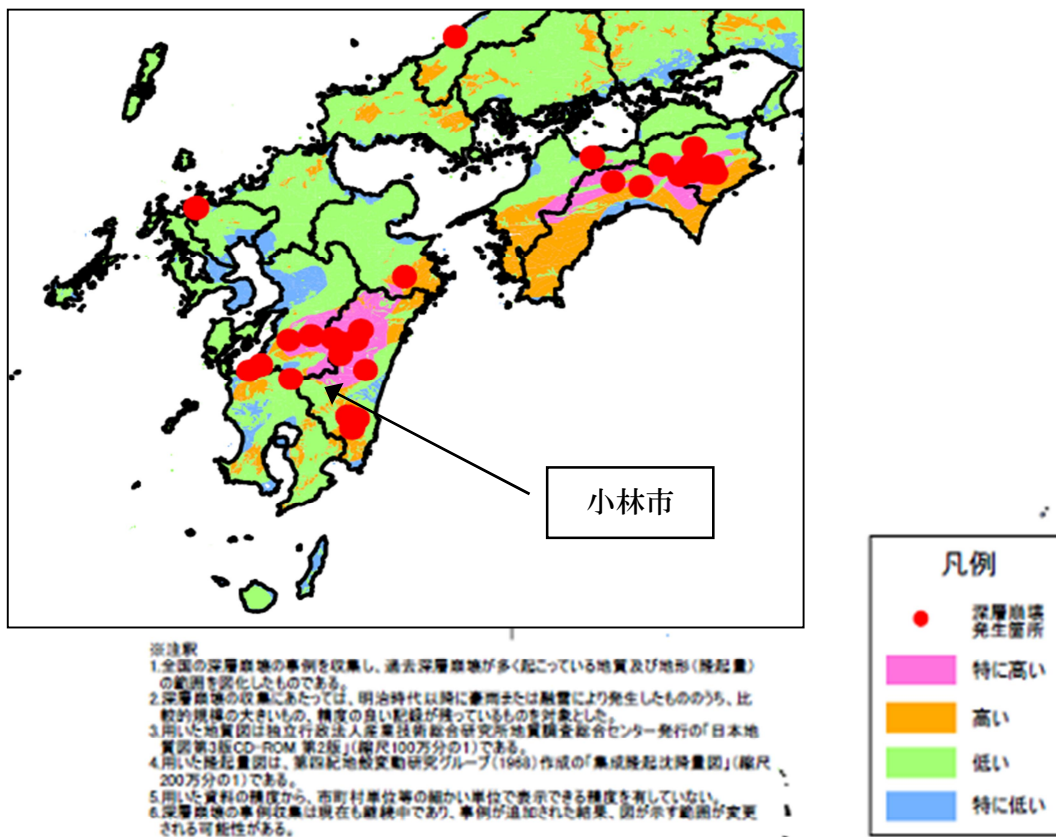 小林市
凡例
深層崩壊
発生箇所
特に高い
高い
低い
特に低い
※注釈
1.全国の深層崩壊の事例を収集し、過去深層崩壊が多く起こっている地質及び地形(隆起量)
の範囲を図化したものである。
2.深層崩壊の収集にあたっては、明治時代以降に豪雨または融雪により発生したもののうち、比
較的規模の大きいもの、精度の良い記録が残っているものを対象とした。
3.用いた地質図は独立行政法人産業技術総合研究所地質調査総合センター発行の「日本地
質図第3版CD-ROM 第2版」(縮尺100万分の1)である。
4.用いた隆起量図は、第四紀地殻変動研究グループ(1968)作成の「集成隆起沈降量図」(縮尺
200万分の1)である。
5.用いた資料の精度から、市町村単位等の細かい単位で表示できる精度を有していない。
6.深層崩壊の事例収集は現在も継続中であり、事例が追加された結果、図が示す範囲が変更
される可能性がある。